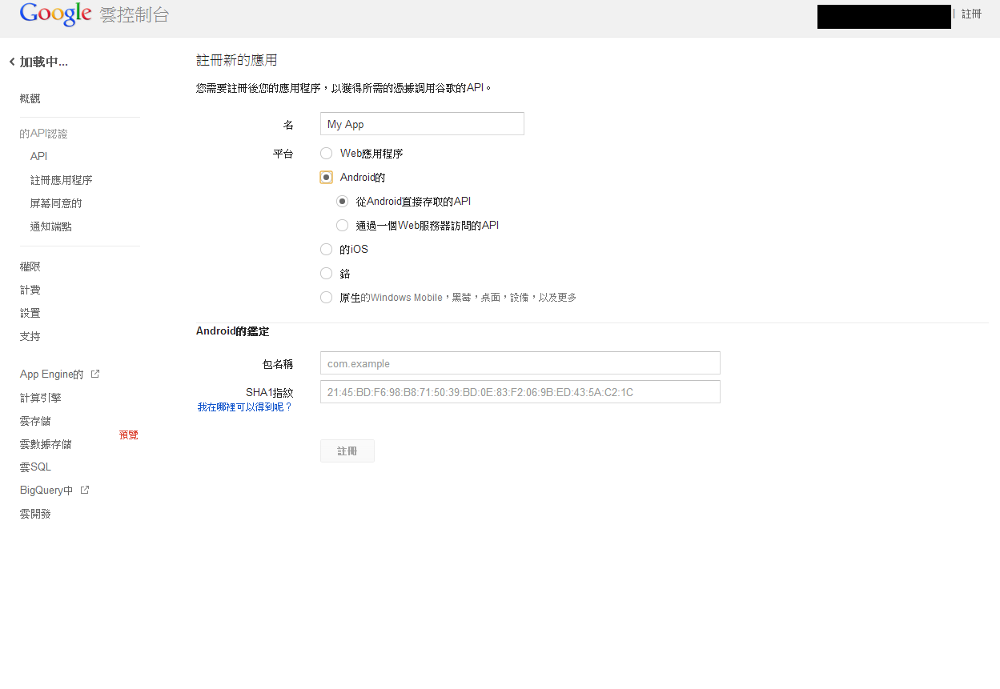 Google 雲控制台
| 註冊
加載中...
概觀
的API認證
API
註冊應用程序
屏幕同意的
通知端點
權限
計費
設置
支持
App Engine的
計算引擎
雲存儲
預覽
雲數據存儲
雲SQL
BigQuery中
雲開發
註冊新的應用
您需要註冊後您的應用程序，以獲得所需的憑據調用谷歌的API。
名 My App
平台 Web應用程序
Android的
從Android直接存取的API
通過一個Web服務器訪問的API
的iOS
鉻
原生的Windows Mobile，黑莓，桌面，設備，以及更多
Android的鑑定
包名稱 com.example
SHA1指紋 21:45:BD:F6:98:B8:71:50:39:BD:0E:83:F2:06:9B:ED:43:5A:C2:1C
我在哪裡可以得到呢？
註冊